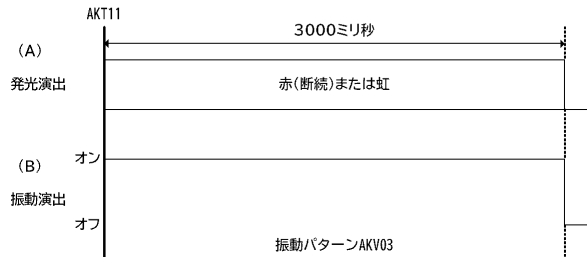 AKT11
3000ミリ秒
(A)
発光演出
赤(断続)または虹
(B)
オン
振動演出
オフ
振動パターンAKV03